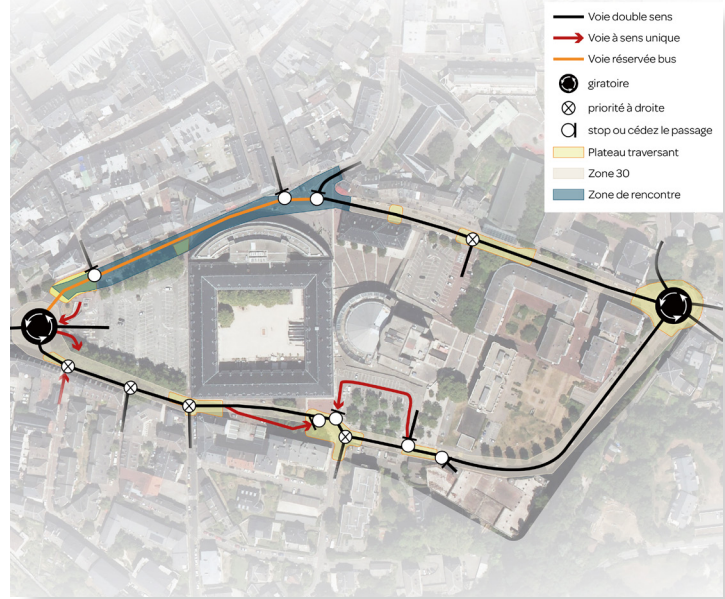 Voie double sens
Voie à sens unique
Voie réservée bus
giratoire
priorité à droite
stop ou cédez le passage
Plateau traversant
Zone 30
Zone de rencontre